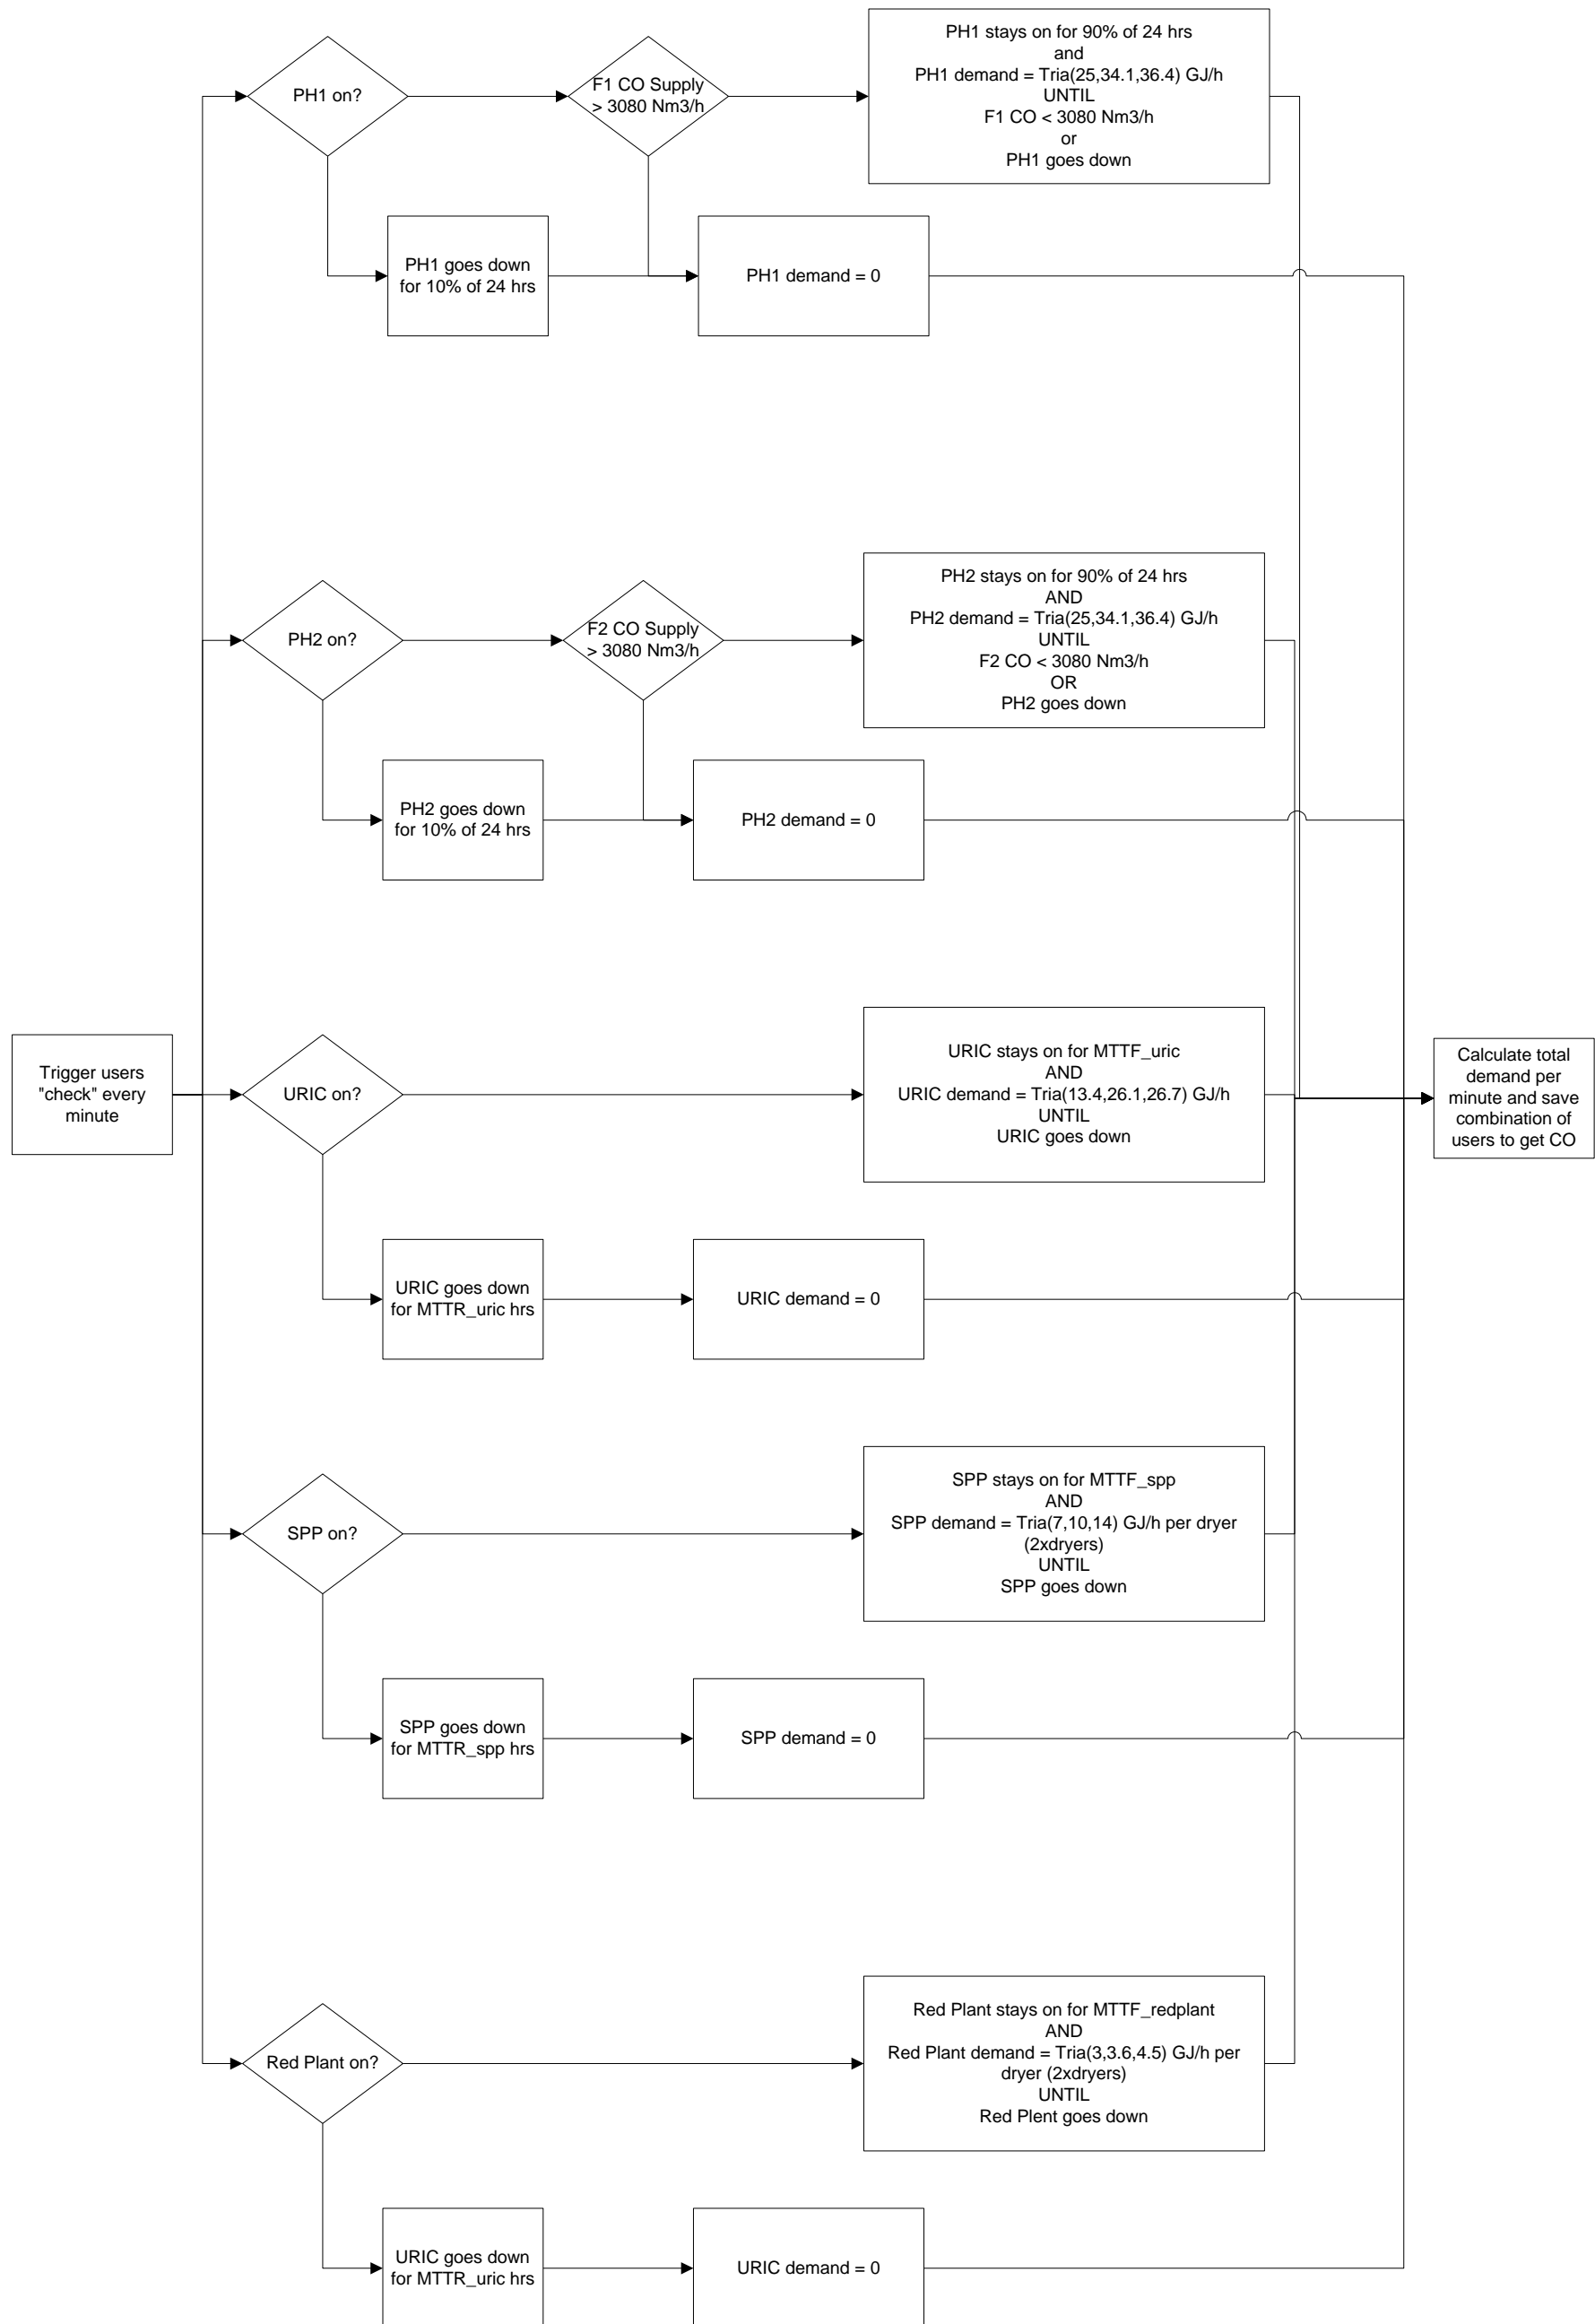 PH1 on?
F1 CO Supply
> 3080 Nm3/h
PH1 stays on for 90% of 24 hrs
and
PH1 demand = Tria(25,34.1,36.4) GJ/h
UNTIL
F1 CO < 3080 Nm3/h
or
PH1 goes down
PH1 goes down
for 10% of 24 hrs
PH1 demand = 0
PH2 on?
F2 CO Supply
> 3080 Nm3/h
PH2 stays on for 90% of 24 hrs
AND
PH2 demand = Tria(25,34.1,36.4) GJ/h
UNTIL
F2 CO < 3080 Nm3/h
OR
PH2 goes down
PH2 goes down
for 10% of 24 hrs
PH2 demand = 0
Trigger users
"check" every
minute
URIC on?
URIC stays on for MTTF_uric
AND
URIC demand = Tria(13.4,26.1,26.7) GJ/h
UNTIL
URIC goes down
Calculate total
demand per
minute and save
combination of
users to get CO
URIC goes down
for MTTR_uric hrs
URIC demand = 0
SPP on?
SPP stays on for MTTF_spp
AND
SPP demand = Tria(7,10,14) GJ/h per dryer
(2xdryers)
UNTIL
SPP goes down
SPP goes down
for MTTR_spp hrs
SPP demand = 0
Red Plant on?
Red Plant stays on for MTTF_redplant
AND
Red Plant demand = Tria(3,3.6,4.5) GJ/h per
dryer (2xdryers)
UNTIL
Red Plent goes down
URIC goes down
for MTTR_uric hrs
URIC demand = 0